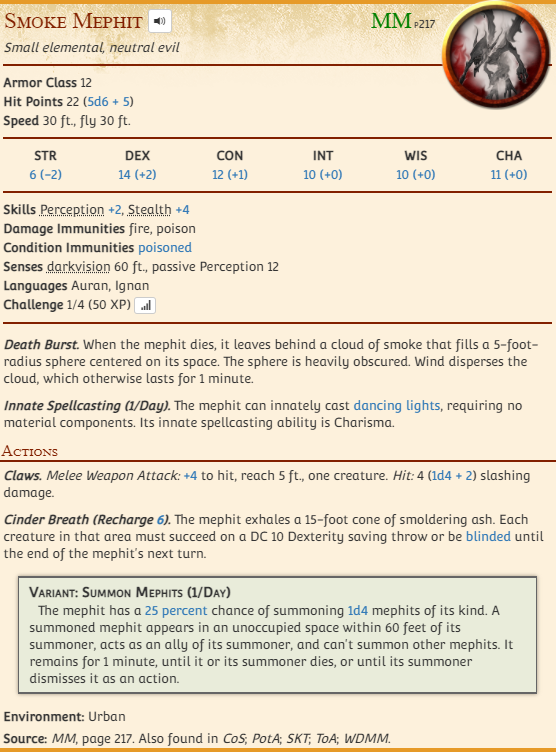 Smoke Mephit
MM p217
Small elemental, neutral evil
Armor Class 12
Hit Points 22 (5d6 + 5)
Speed 30 ft., fly 30 ft.
STR DEX CON INT WIS CHA
6 (−2) 14 (+2) 12 (+1) 10 (+0) 10 (+0) 11 (+0)
Skills Perception +2, Stealth +4
Damage Immunities fire, poison
Condition Immunities poisoned
Senses darkvision 60 ft., passive Perception 12
Languages Auran, Ignan
Challenge 1/4 (50 XP)
Death Burst. When the mephit dies, it leaves behind a cloud of smoke that fills a 5-foot-
radius sphere centered on its space. The sphere is heavily obscured. Wind disperses the
cloud, which otherwise lasts for 1 minute.
Innate Spellcasting (1/Day). The mephit can innately cast dancing lights, requiring no
material components. Its innate spellcasting ability is Charisma.
Actions
Claws. Melee Weapon Attack: +4 to hit, reach 5 ft., one creature. Hit: 4 (1d4 + 2) slashing
damage.
Cinder Breath (Recharge 6). The mephit exhales a 15-foot cone of smoldering ash. Each
creature in that area must succeed on a DC 10 Dexterity saving throw or be blinded until
the end of the mephit's next turn.
Variant: Summon Mephits (1/Day)
The mephit has a 25 percent chance of summoning 1d4 mephits of its kind. A
summoned mephit appears in an unoccupied space within 60 feet of its
summoner, acts as an ally of its summoner, and can't summon other mephits. It
remains for 1 minute, until it or its summoner dies, or until its summoner
dismisses it as an action.
Environment: Urban
Source: MM, page 217. Also found in CoS; PotA; SKT; ToA; WDMM.